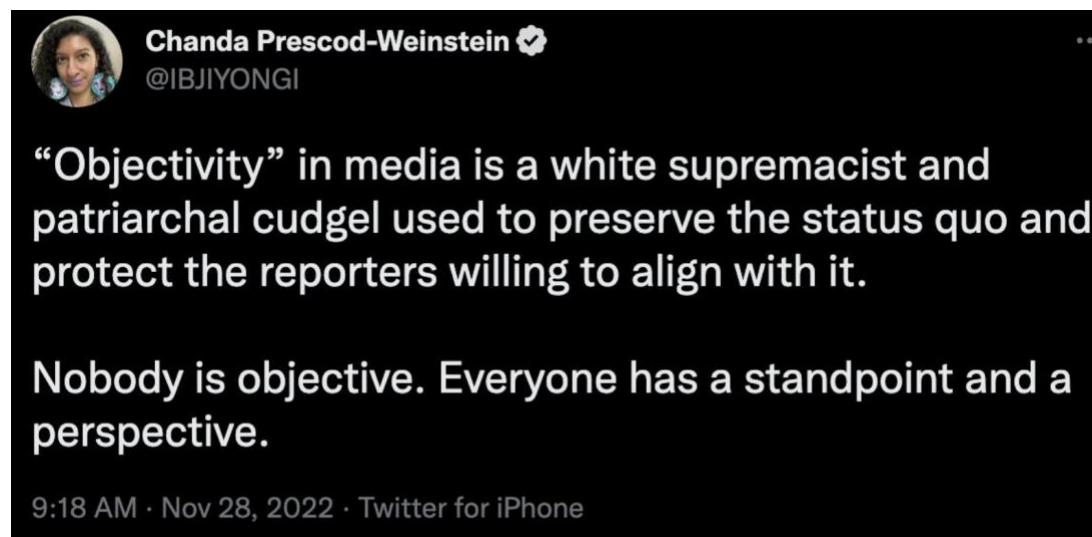 Chanda Prescod-Weinstein
@IBJIYONGI
“Objectivity” in media is a white supremacist and
patriarchal cudgel used to preserve the status quo and
protect the reporters willing to align with it.
Nobody is objective. Everyone has a standpoint and a
perspective.
9:18 AM · Nov 28, 2022 · Twitter for iPhone